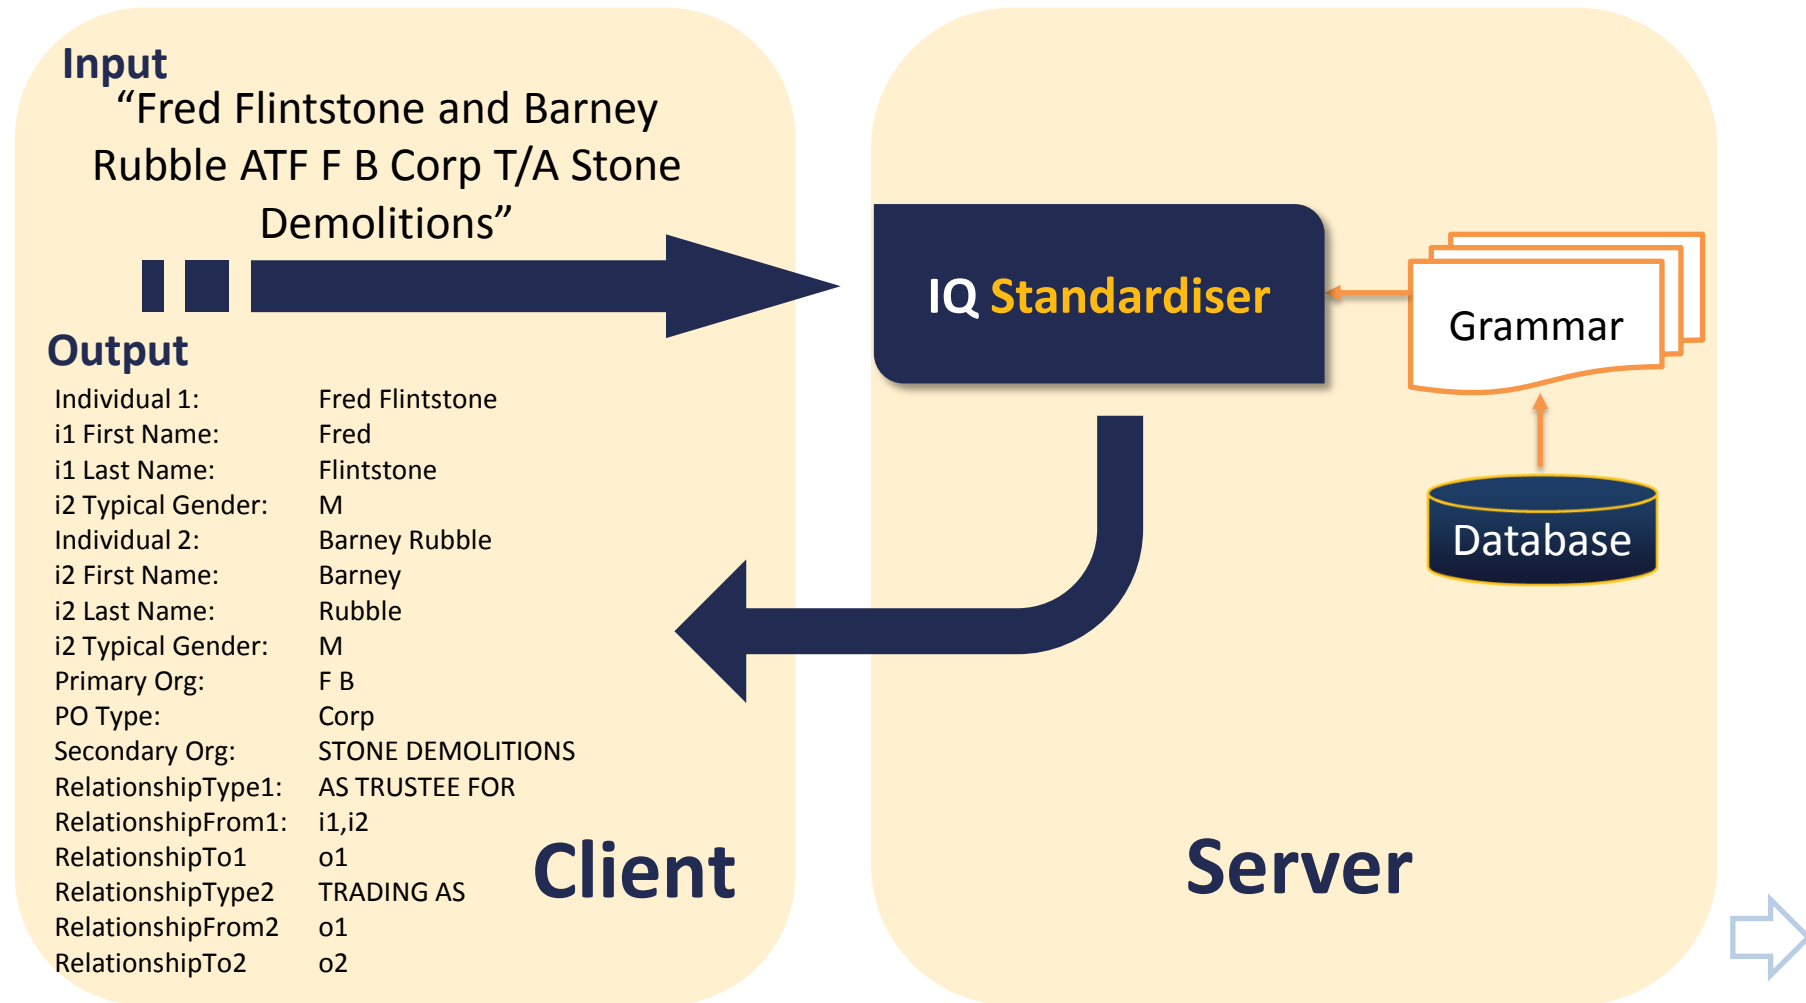 Input
“Fred Flintstone and Barney
Rubble ATF F B Corp T/A Stone
Demolitions”
Output
Individual 1: Fred Flintstone
i1 First Name: Fred
i1 Last Name: Flintstone
i2 Typical Gender: M
Individual 2: Barney Rubble
i2 First Name: Barney
i2 Last Name: Rubble
i2 Typical Gender: M
Primary Org: F B
PO Type: Corp
Secondary Org: STONE DEMOLITIONS
RelationshipType1: AS TRUSTEE FOR
RelationshipFrom1: i1,i2
RelationshipTo1 o1
RelationshipType2 TRADING AS
RelationshipFrom2 o1
RelationshipTo2 o2
Client
IQ Standardiser
Grammar
Database
Server